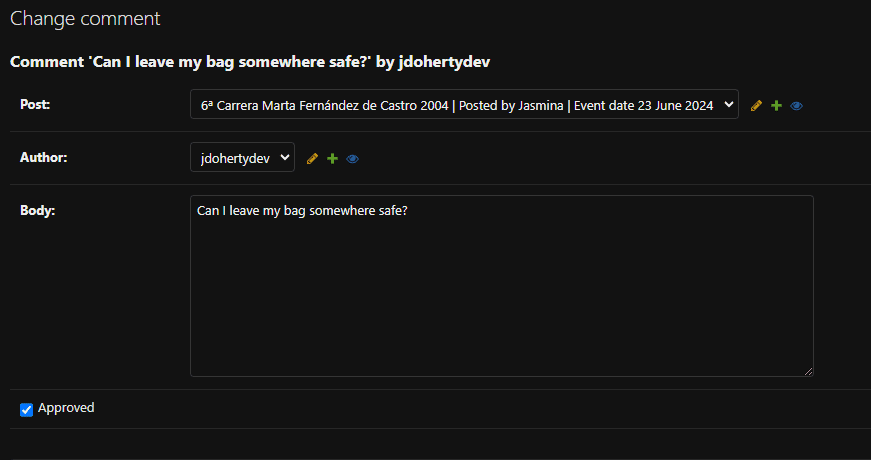 Change comment
Comment 'Can I leave my bag somewhere safe?' by jdohertydev
Post:
6ª Carrera Marta Fernández de Castro 2004 | Posted by Jasmina | Event date 23 June 2024
Author:
jdohertydev
Body:
Can I leave my bag somewhere safe?
Approved